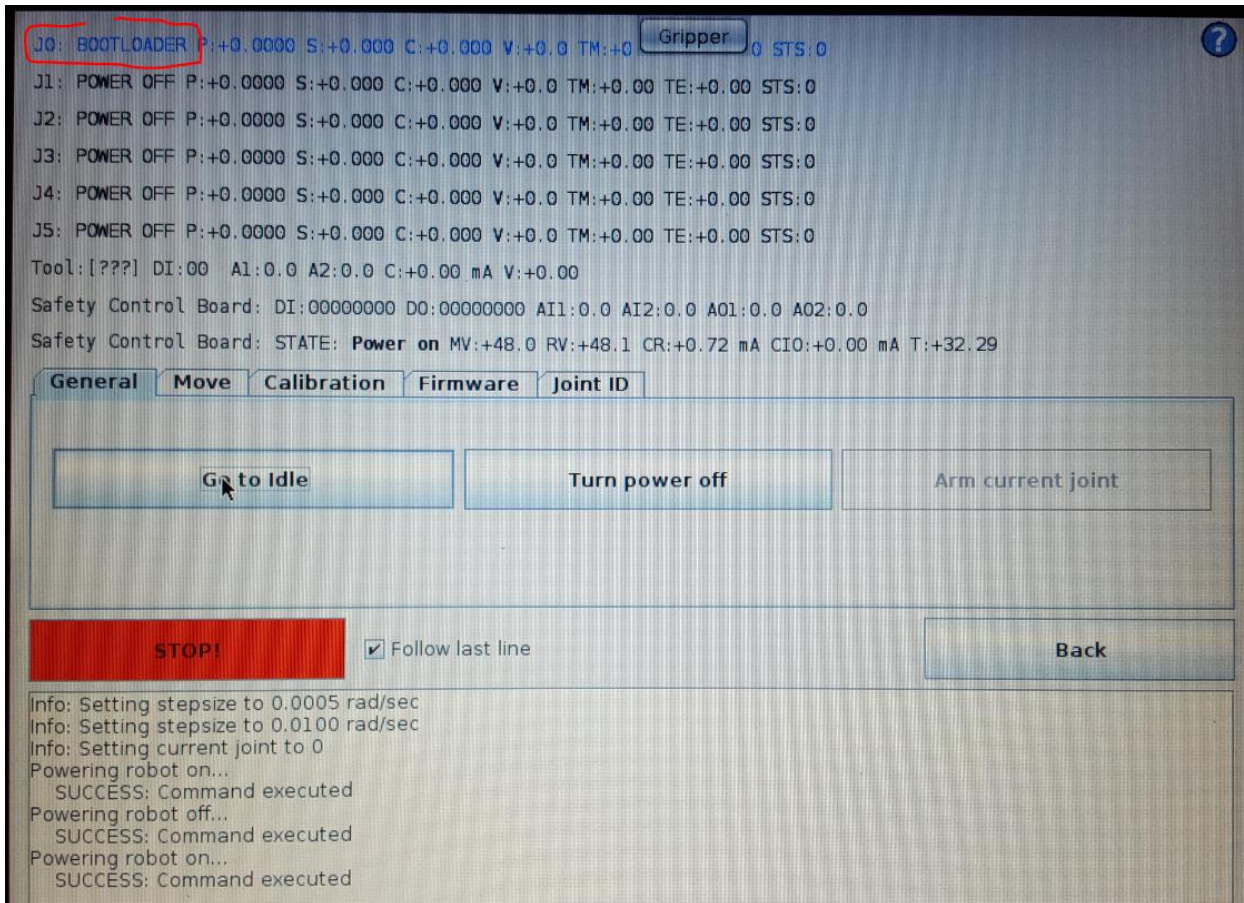 J0: BOOTLOADER P:+0.0000 S:+0.000 C:+0.000 V:+0.0 TM:+0 Gripper 0 STS:0
?
J1: POWER OFF P:+0.0000 S:+0.000 C:+0.000 V:+0.0 TM:+0.00 TE:+0.00 STS:0
J2: POWER OFF P:+0.0000 S:+0.000 C:+0.000 V:+0.0 TM:+0.00 TE:+0.00 STS:0
J3: POWER OFF P:+0.0000 S:+0.000 C:+0.000 V:+0.0 TM:+0.00 TE:+0.00 STS:0
J4: POWER OFF P:+0.0000 S:+0.000 C:+0.000 V:+0.0 TM:+0.00 TE:+0.00 STS:0
J5: POWER OFF P:+0.0000 S:+0.000 C:+0.000 V:+0.0 TM:+0.00 TE:+0.00 STS:0
Tool:[???] DI:00 A1:0.0 A2:0.0 C:+0.00 mA V:+0.00
Safety Control Board: DI:00000000 DO:00000000 AI1:0.0 AI2:0.0 AO1:0.0 AO2:0.0
Safety Control Board: STATE: Power on MV:+48.0 RV:+48.1 CR:+0.72 mA CIO:+0.00 mA T:+32.29
General Move Calibration Firmware Joint ID
Go to Idle Turn power off Arm current joint
STOP! Follow last line Back
Info: Setting stepsize to 0.0005 rad/sec
Info: Setting stepsize to 0.0100 rad/sec
Info: Setting current joint to 0
Powering robot on...
SUCCESS: Command executed
Powering robot off...
SUCCESS: Command executed
Powering robot on...
SUCCESS: Command executed